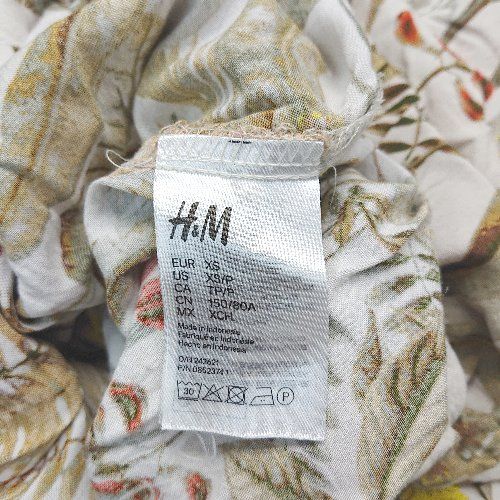 H&M
EUR XS
US XS/P
CA TP/P
CN 150/80A
MX XCH
Made in Indonesia
Fabriqué en Indonésie
Hecho en Indonesia
30
P